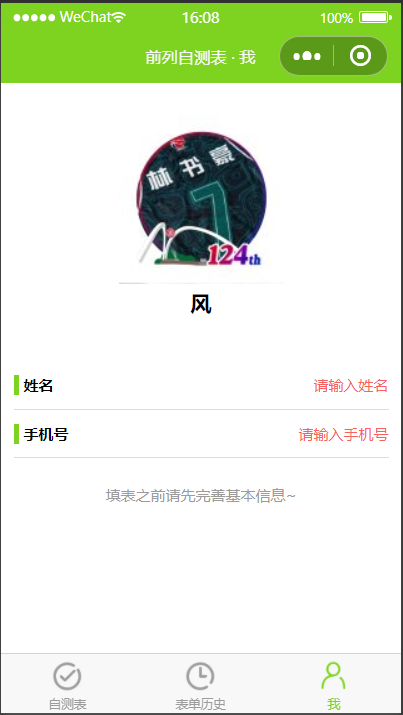 WeChat 16:08 100%
前列自测表 · 我
林书豪
7
124th
风
姓名 请输入姓名
手机号 请输入手机号
填表之前请先完善基本信息~
自测表 表单历史 我